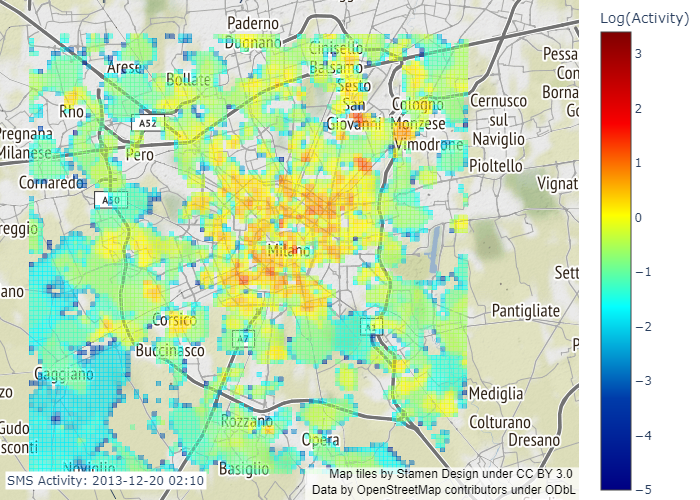 Log(Activity)
3
2
1
0
−1
−2
−3
−4
−5
Paderno
Dugnano
Cinisello
Balsamo
Arese
Bollate
Sesto
San
Giovanni
Cologno
Monzese
Cernusco
sul
Naviglio
Pessa
Con
Borna
Go
Rho
A52
Pregnana
Milanese
Pero
Vimodrone
Pioltello
Cornaredo
Vignat
A50
reggio
Milano
Sett
ano
Pantigliate
Corsico
A7
A1
Buccinasco
P
Gaggiano
zo
Mediglia
Rozzano
Colturano
Gudo
sconti
Opera
Dresano
Noviglio
Basiglio
SMS Activity: 2013-12-20 02:10
Map tiles by Stamen Design under CC BY 3.0
Data by OpenStreetMap contributors under ODbL